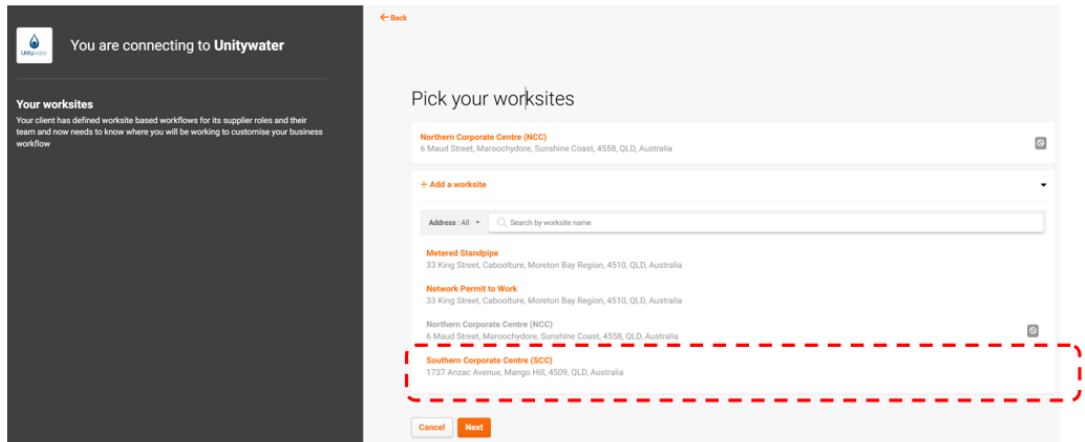 Back
Unitywater
You are connecting to Unitywater
Your worksites
Your client has defined worksite based workflows for its supplier roles and their
team and now needs to know where you will be working to customise your business
workflow
Pick your worksites
Northern Corporate Centre (NCC)
6 Maud Street, Maroochydore, Sunshine Coast, 4558, QLD, Australia
+ Add a worksite
Address : All
Search by worksite name
Metered Standpipe
33 King Street, Caboolture, Moreton Bay Region, 4510, QLD, Australia
Network Permit to Work
33 King Street, Caboolture, Moreton Bay Region, 4510, QLD, Australia
Northern Corporate Centre (NCC)
6 Maud Street, Maroochydore, Sunshine Coast, 4558, QLD, Australia
Southern Corporate Centre (SCC)
1737 Anzac Avenue, Mango Hill, 4509, QLD, Australia
Cancel
Next